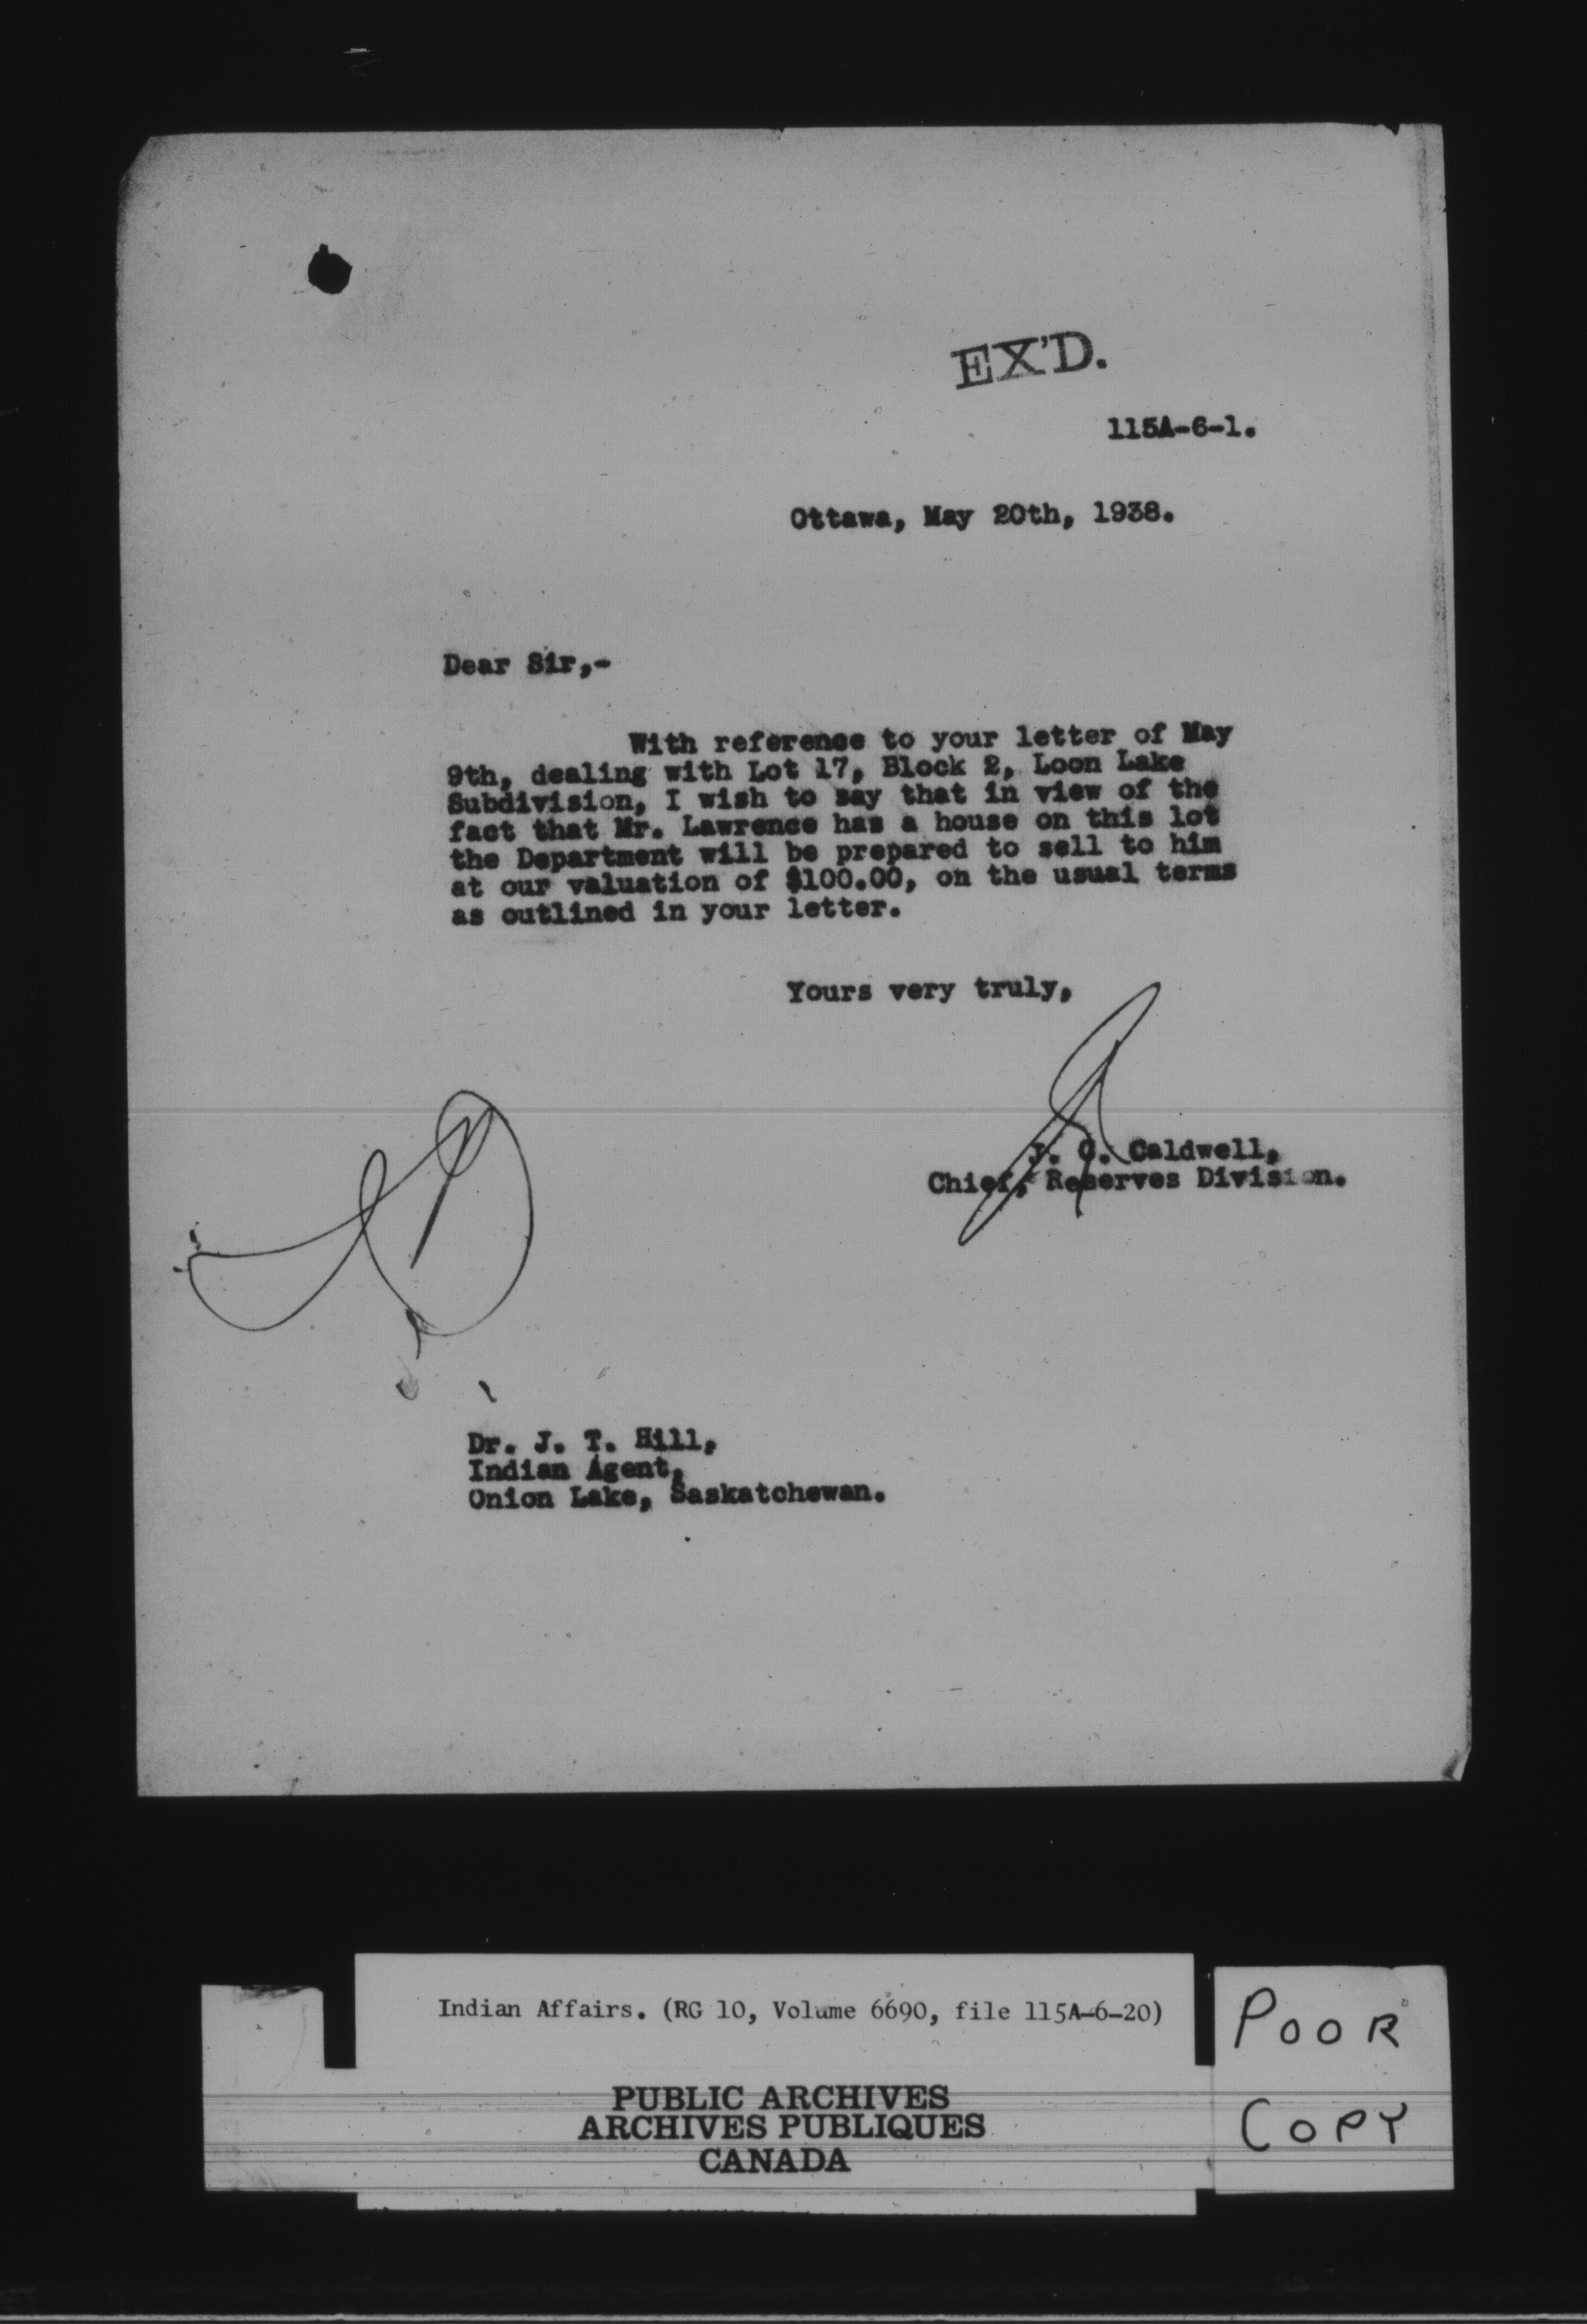 EX'D.
115A-6-1.
Ottawa, May 20th, 1938.
Dear Sir,-
With reference to your letter of May
9th, dealing with Lot 17, Block 2, Loon Lake
Subdivision, I wish to say that in view of the
fact that Mr. Lawrence has a house on this lot
the Department will be prepared to sell to him
at our valuation of $100.00, on the usual terms
as outlined in your letter.
Yours very truly,
J. C. Caldwell,
Chief, Reserves Division.
Dr. J. T. Hill,
Indian Agent,
Onion Lake, Saskatchewan.
Indian Affairs. (RG 10, Volume 6690, file 115A-6-20)
PUBLIC ARCHIVES
ARCHIVES PUBLIQUES
CANADA
POOR
COPY